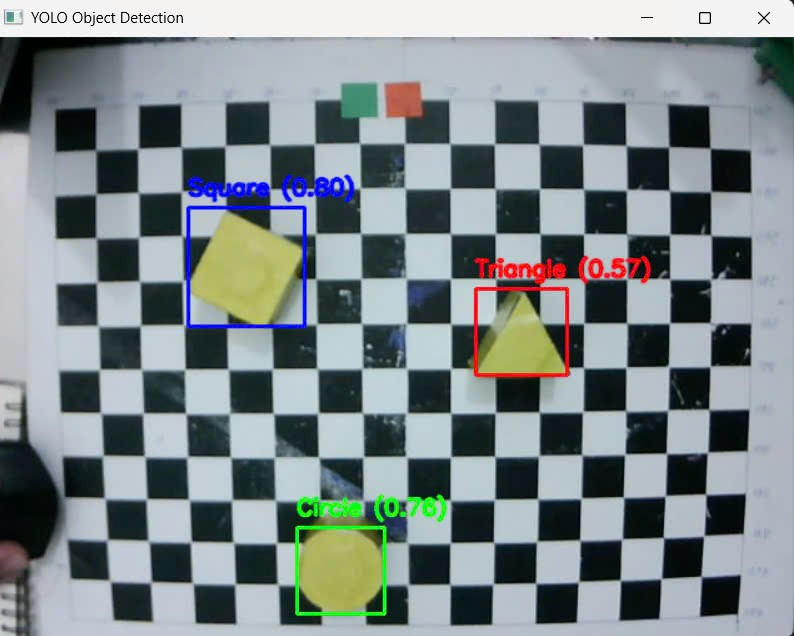 YOLO Object Detection
Square (0.80)
Triangle (0.57)
Circle (0.76)